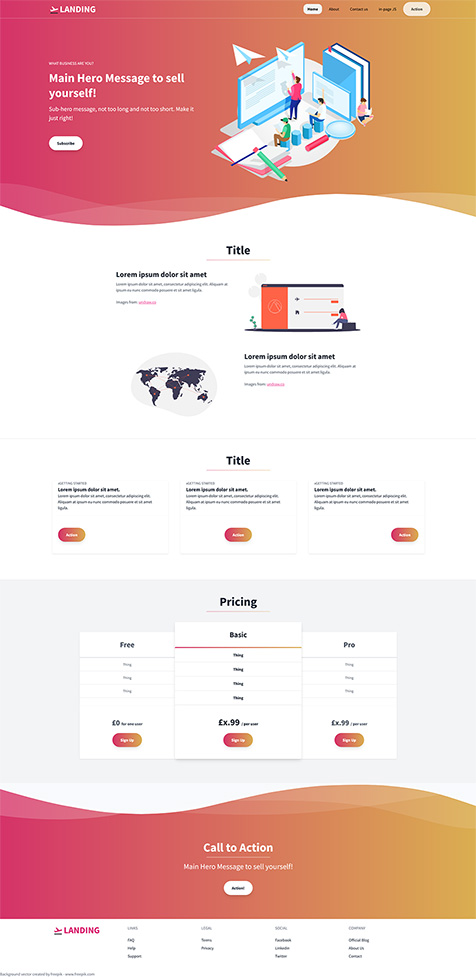 LANDING
Home
About
Contact us
in page JS
Action
WHAT BUSINESS ARE YOU?
Main Hero Message to sell
yourself!
Sub-hero message, not too long and not too short. Make it
just right!
Subscribe
Title
Lorem ipsum dolor sit amet
Lorem ipsum dolor sit amet, consectetur adipiscing elit. Aliquam at
ipsum eu nunc commodo posuere et sit amet ligula.
Images from: undraw.co
Lorem ipsum dolor sit amet
Lorem ipsum dolor sit amet, consectetur adipiscing elit. Aliquam at
ipsum eu nunc commodo posuere et sit amet ligula.
Images from: undraw.co
Title
xGETTING STARTED
Lorem ipsum dolor sit amet.
Lorem ipsum dolor sit amet, consectetur adipiscing elit.
Aliquam at ipsum eu nunc commodo posuere et sit amet
ligula.
Action
xGETTING STARTED
Lorem ipsum dolor sit amet.
Lorem ipsum dolor sit amet, consectetur adipiscing elit.
Aliquam at ipsum eu nunc commodo posuere et sit amet
ligula.
Action
xGETTING STARTED
Lorem ipsum dolor sit amet.
Lorem ipsum dolor sit amet, consectetur adipiscing elit.
Aliquam at ipsum eu nunc commodo posuere et sit amet
ligula.
Action
Pricing
Free
Thing
Thing
Thing
£0 for one user
Sign Up
Basic
Thing
Thing
Thing
Thing
£x.99 / per user
Sign Up
Pro
Thing
Thing
Thing
£x.99 / per user
Sign Up
Call to Action
Main Hero Message to sell yourself!
Action!
LANDING
LINKS
FAQ
Help
Support
LEGAL
Terms
Privacy
SOCIAL
Facebook
Linkedin
Twitter
COMPANY
Official Blog
About Us
Contact
Background vector created by freepik - www.freepik.com